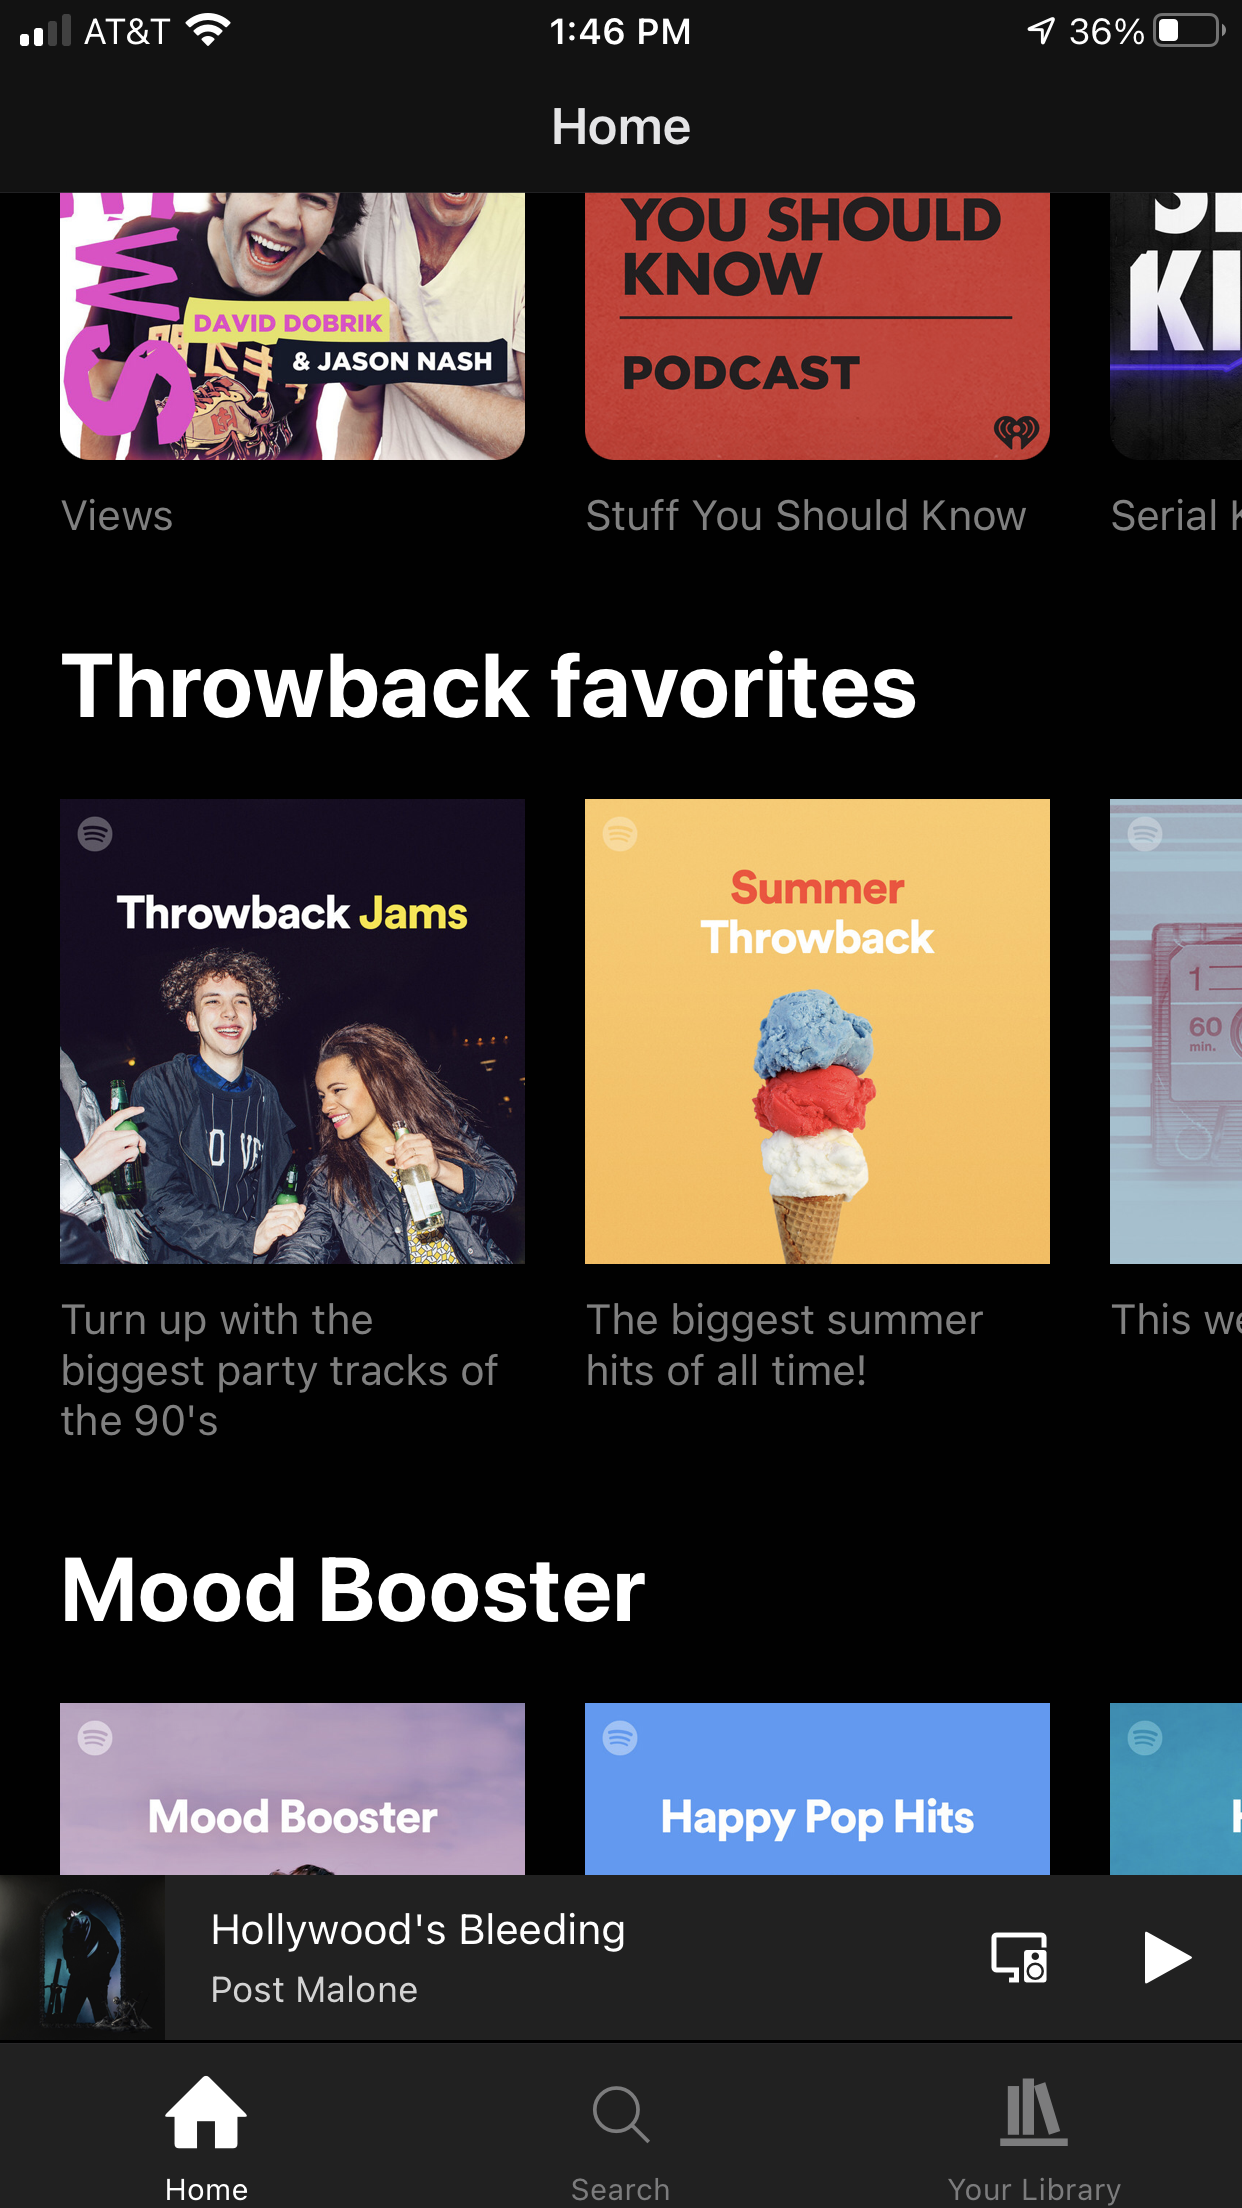 AT&T
1:46 PM
36%
Home
EWS
DAVID DOBRIK
& JASON NASH
YOU SHOULD
KNOW
PODCAST
Views
Stuff You Should Know
Serial
Throwback favorites
Throwback Jams
Summer
Throwback
1
60
min.
Turn up with the
biggest party tracks of
the 90's
The biggest summer
hits of all time!
This
Mood Booster
Mood Booster
Happy Pop Hits
Hollywood's Bleeding
Post Malone
Home
Search
Your Library